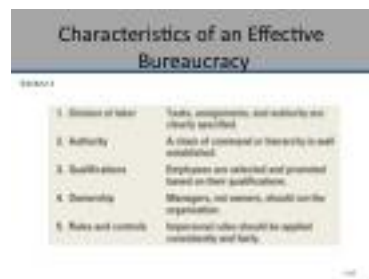 Characteristics of an Effective
Bureaucracy
1. Division of labor Tasks, assignments, and authority are
clearly specified.
2. Authority A chain of command or hierarchy is well
established.
3. Qualifications Employees are selected and promoted
based on their qualifications.
4. Ownership Managers, not owners, should run the
organization.
5. Rules and controls Impersonal rules should be applied
consistently and fairly.